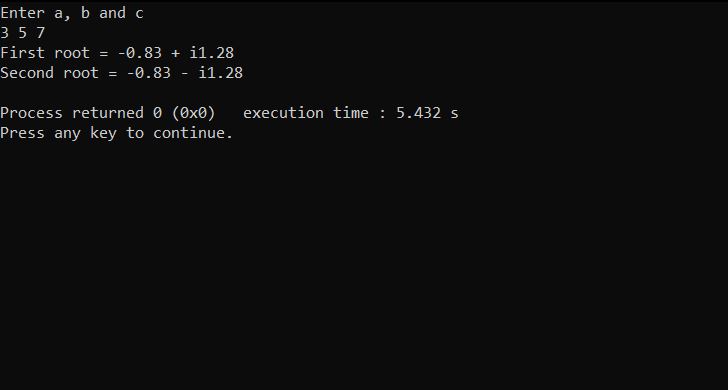 Enter a, b and c
3 5 7
First root = -0.83 + i1.28
Second root = -0.83 - i1.28
Process returned 0 (0x0)   execution time : 5.432 s
Press any key to continue.